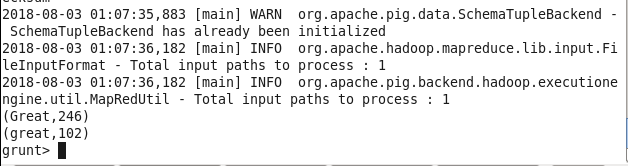 2018-08-03 01:07:35,883 [main] WARN  org.apache.pig.data.SchemaTupleBackend -
 SchemaTupleBackend has already been initialized
2018-08-03 01:07:36,182 [main] INFO  org.apache.hadoop.mapreduce.lib.input.Fi
leInputFormat - Total input paths to process : 1
2018-08-03 01:07:36,182 [main] INFO  org.apache.pig.backend.hadoop.executione
ngine.util.MapRedUtil - Total input paths to process : 1
(Great,246)
(great,102)
grunt>